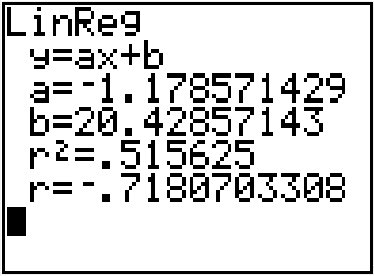 LinReg
y=ax+b
a=-1.178571429
b=20.42857143
r²=.515625
r=-.7180703308